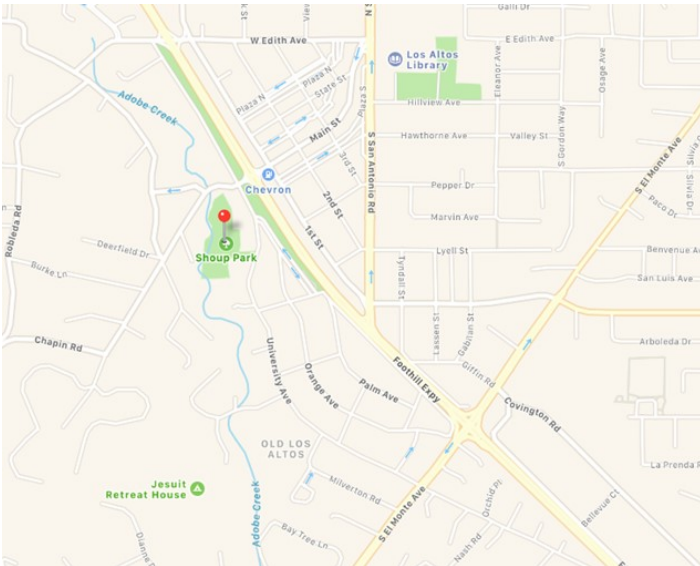 Galli Dr
W Edith Ave
E Edith Ave
Los Altos
Library
Eleanor Ave
Osage Ave
Plaza N
State St
Plaza N
Plaza S
Adobe Creek
Hillview Ave
Main St
Hawthorne Ave
Valley St
S Gordon Way
S San Antonio Rd
3rd St
S El Monte Ave
Chevron
Pepper Dr
2nd St
Paco Dr
Silvia Dr
Marvin Ave
Robleda Rd
1st St
Deerfield Dr
Lyell St
Shoup Park
Tyndall St
Burke Ln
San Luis Ave
Lassen St
Gabilan St
Chapin Rd
Arboleda Dr
University Ave
Orange Ave
Foothill Expy
Giffin Rd
Palm Ave
Covington Rd
OLD LOS
ALTOS
Jesuit
Retreat House
Milverton Rd
Orchid Pl
Bellevue Ct
Adobe Creek
S El Monte Ave
Bay Tree Ln
Nash Rd